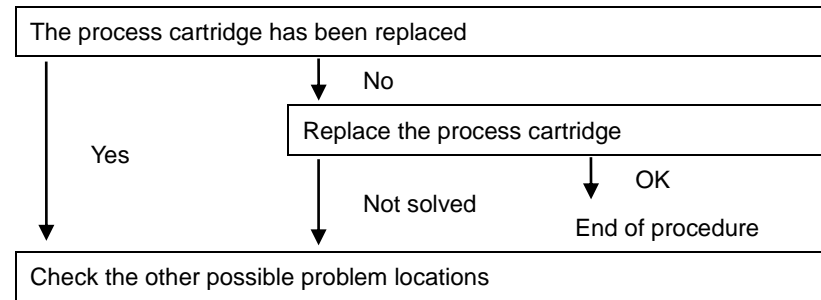 The process cartridge has been replaced
No
Replace the process cartridge
Yes
OK
Not solved
End of procedure
Check the other possible problem locations